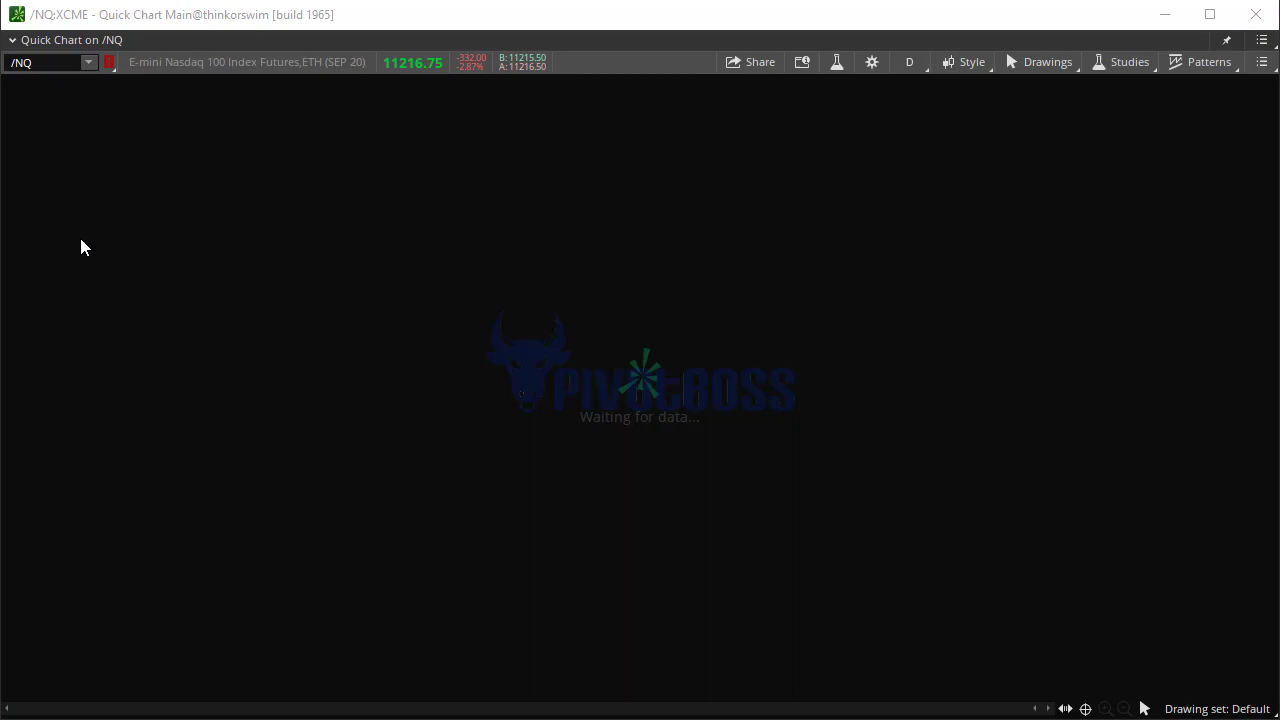 /NQ:XCME - Quick Chart Main@thinkorswim [build 1965]
Quick Chart on /NQ
/NQ
E-mini Nasdaq 100 Index Futures,ETH (SEP 20)
11216.75
-332.00
-2.87%
B: 11215.50
A: 11216.50
Share
D
Style
Drawings
Studies
Patterns
PIVOTBOSS
Waiting for data...
Drawing set: Default